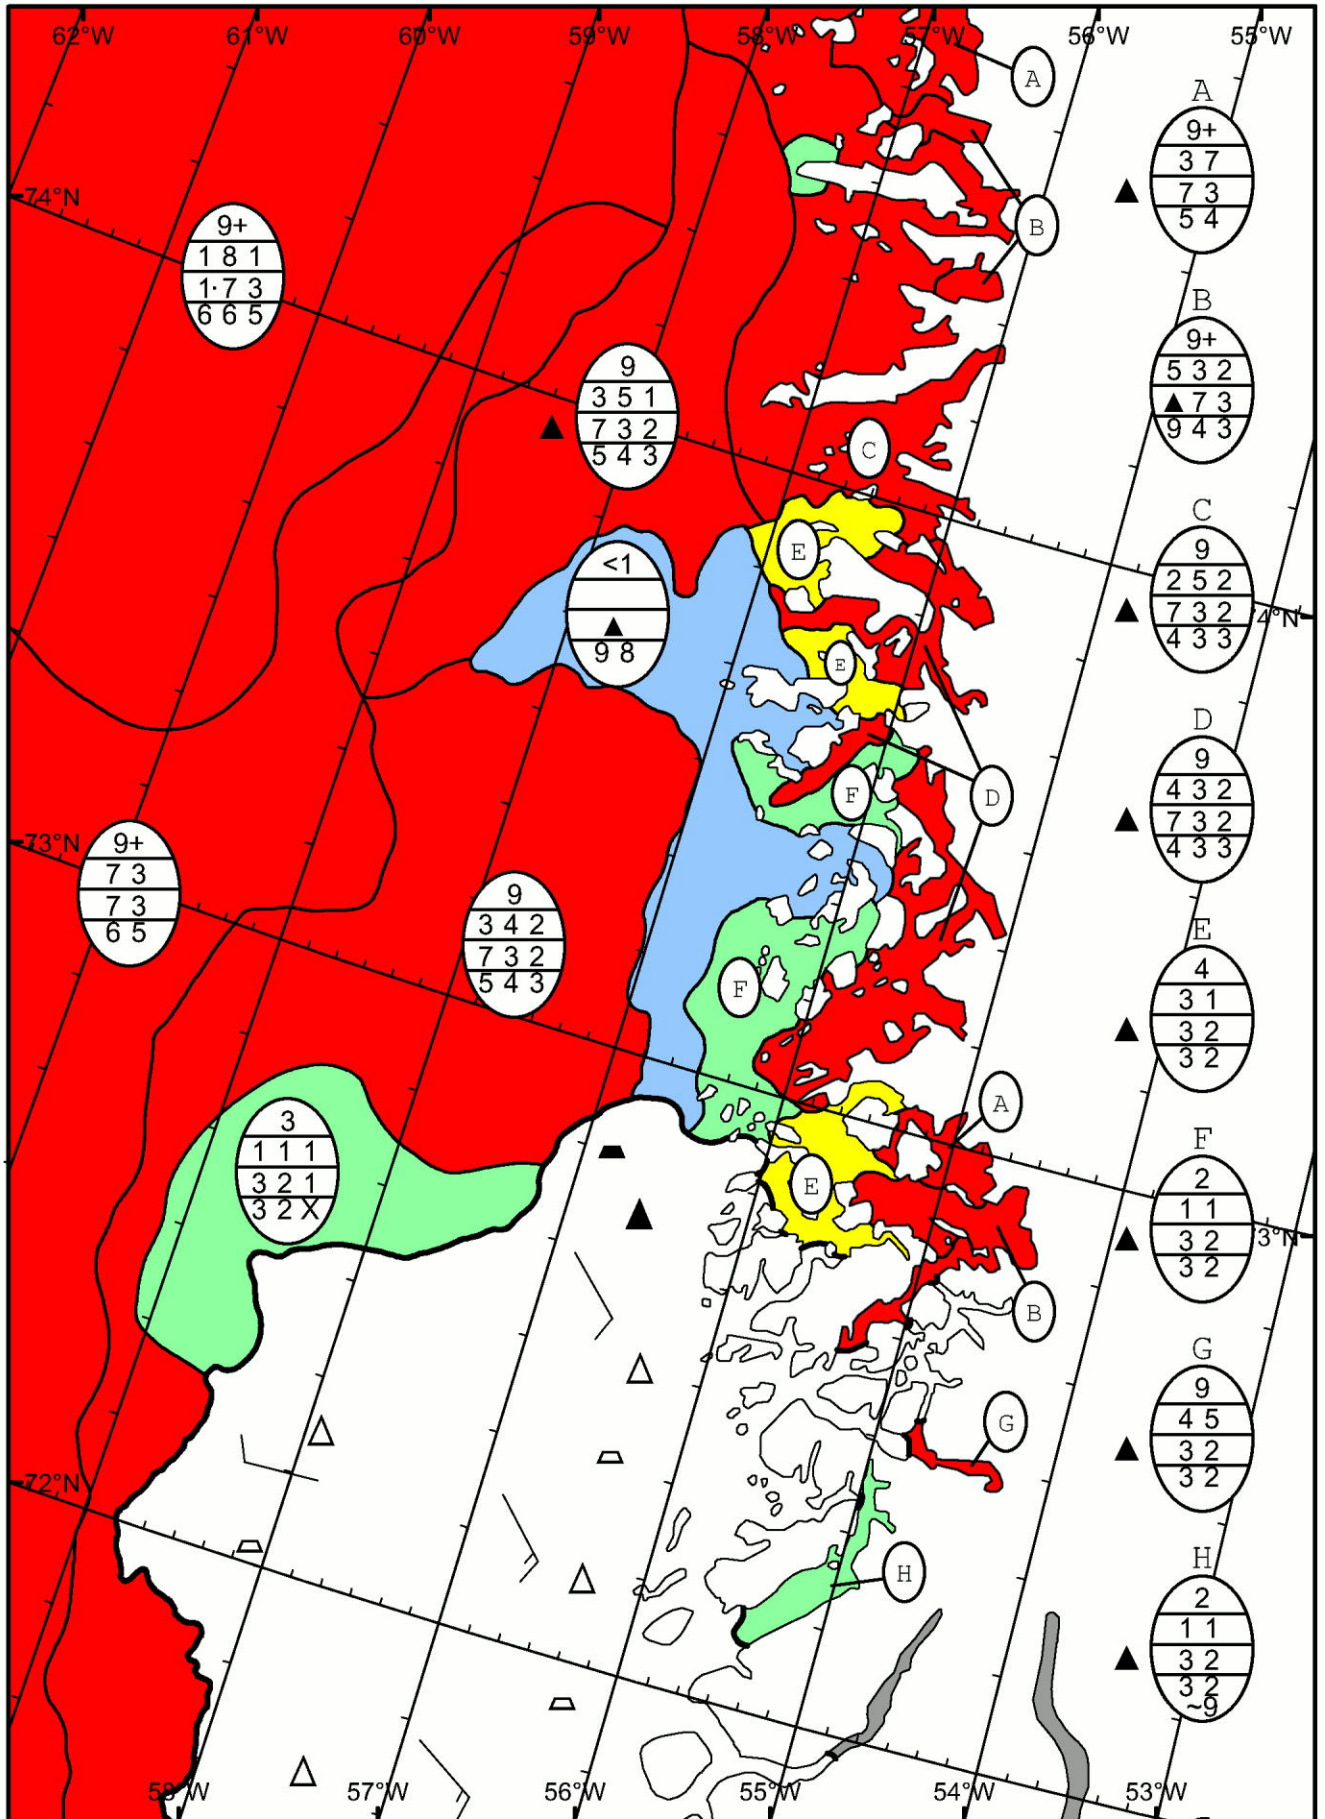 62°W 61°W 60°W 59°W 58°W 57°W 56°W 55°W
A
A
9+
3 7
7 3
5 4
74°N
9+
1 8 1
1· 7 3
6 6 5
B
B
9+
5 3 2
▲ 7 3
9 4 3
9
3 5 1
7 3 2
5 4 3
C
C
9
2 5 2
7 3 2
4 3 3
E
<1
▲
9 8
4°N
E
D
9
4 3 2
7 3 2
4 3 3
F
D
73°N
9+
7 3
7 3
6 5
9
3 4 2
7 3 2
5 4 3
E
4
3 1
3 2
3 2
F
A
3
1 1 1
3 2 1
3 2 X
E
F
2
1 1
3 2
3 2
3°N
B
G
9
4 5
3 2
3 2
G
72°N
H
H
2
1 1
3 2
3 2
~9
58°W 57°W 56°W 55°W 54°W 53°W